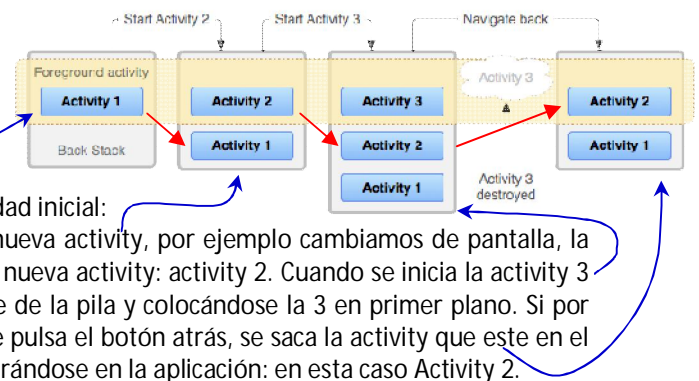 Start Activity 2 Start Activity 3 Navigate back
Foreground activity
Activity 3
Activity 1 Activity 2 Activity 3 Activity 2
Back Stack Activity 1 Activity 2 Activity 1
Activity 1
Activity 3
destroyed
dad inicial:
nueva activity, por ejemplo cambiamos de pantalla, la
nueva activity: activity 2. Cuando se inicia la activity 3
e de la pila y colocándose la 3 en primer plano. Si por
e pulsa el botón atrás, se saca la activity que este en el
rándose en la aplicación: en esta caso Activity 2.